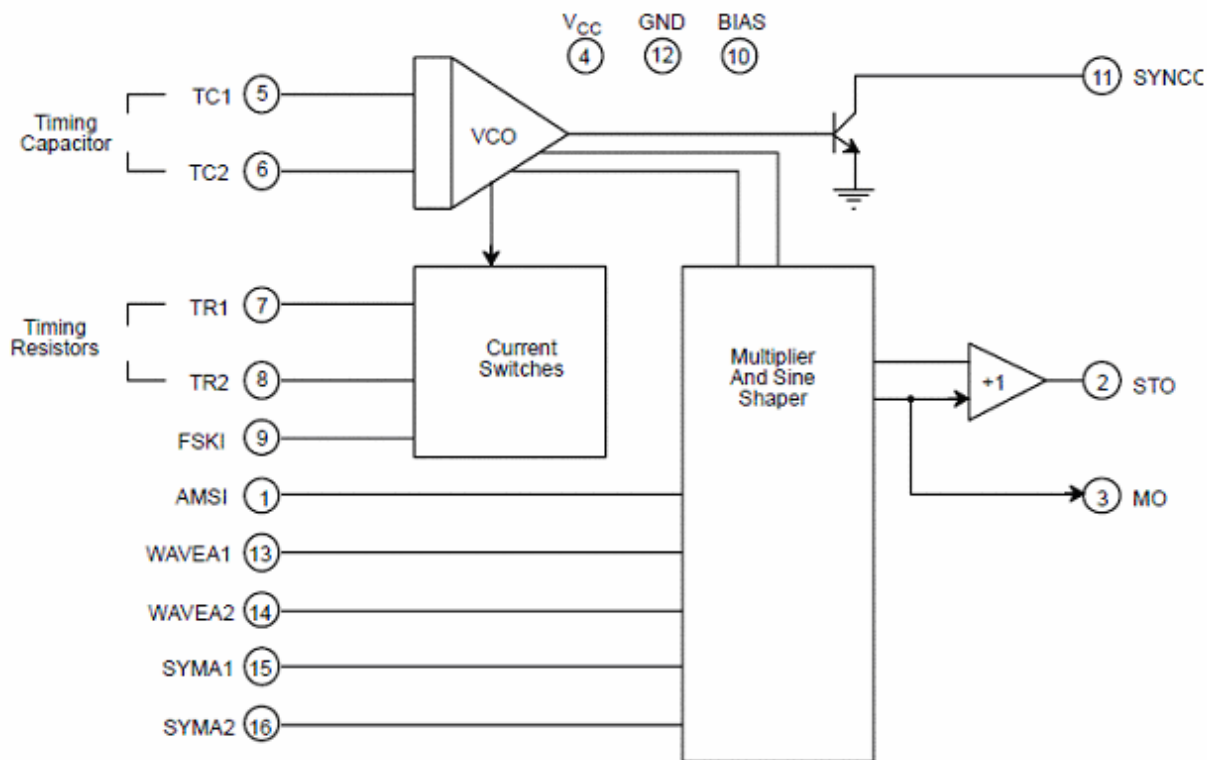 VCC GND BIAS
4 12 10
TC1 5
Timing
Capacitor
TC2 6
VCO
11 SYNCC
TR1 7
Timing
Resistors
TR2 8
FSKI 9
Current
Switches
Multiplier
And Sine
Shaper
+1
2 STO
3 MO
AMSI 1
WAVEA1 13
WAVEA2 14
SYMA1 15
SYMA2 16